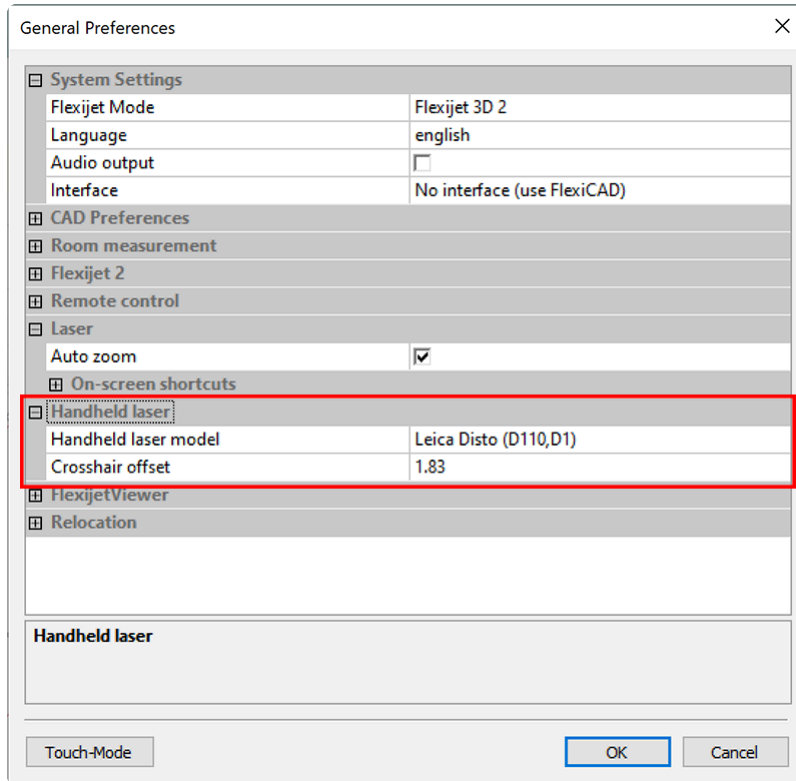 General Preferences
System Settings
Flexijet Mode Flexijet 3D 2
Language english
Audio output
Interface No interface (use FlexiCAD)
CAD Preferences
Room measurement
Flexijet 2
Remote control
Laser
Auto zoom
On-screen shortcuts
Handheld laser
Handheld laser model Leica Disto (D110,D1)
Crosshair offset 1.83
FlexijetViewer
Relocation
Handheld laser
Touch-Mode OK Cancel